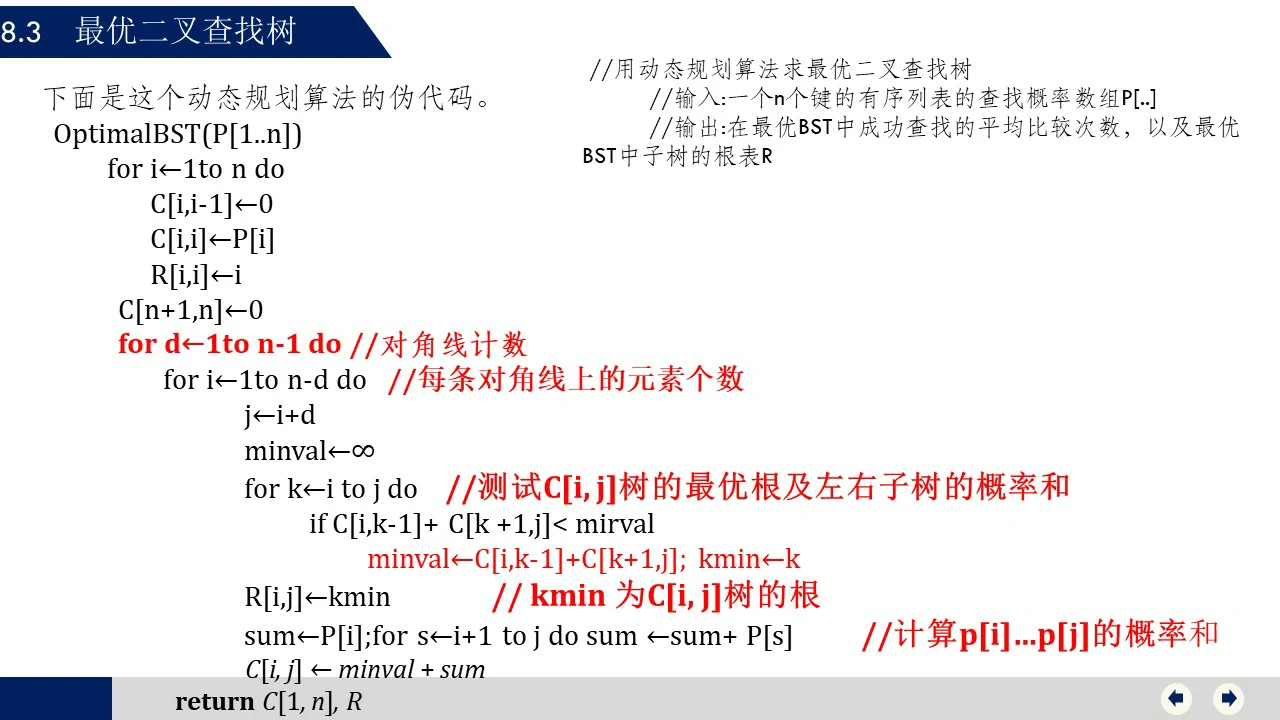 8.3 最优二叉查找树
//用动态规划算法求最优二叉查找树
//输入:一个n个键的有序列表的查找概率数组P[..]
//输出:在最优BST中成功查找的平均比较次数，以及最优
BST中子树的根表R
下面是这个动态规划算法的伪代码。
OptimalBST(P[1..n])
for i←1to n do
C[i,i-1]←0
C[i,i]←P[i]
R[i,i]←i
C[n+1,n]←0
for d←1to n-1 do //对角线计数
for i←1to n-d do //每条对角线上的元素个数
j←i+d
minval←∞
for k←i to j do //测试C[i, j]树的最优根及左右子树的概率和
if C[i,k-1]+ C[k +1,j]< mirval
minval←C[i,k-1]+C[k+1,j]; kmin←k
R[i,j]←kmin // kmin 为C[i, j]树的根
sum←P[i];for s←i+1 to j do sum ←sum+ P[s] //计算p[i]...p[j]的概率和
C[i, j] ← minval + sum
return C[1, n], R